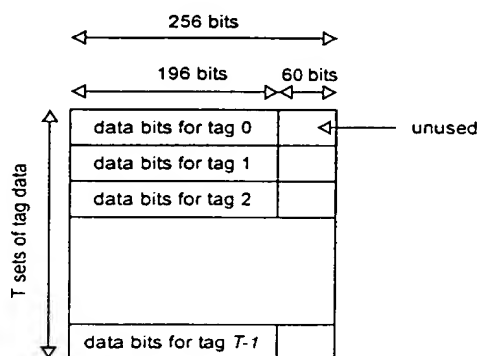 256 bits
196 bits
60 bits
data bits for tag 0
unused
data bits for tag 1
data bits for tag 2
T sets of tag data
data bits for tag T-1